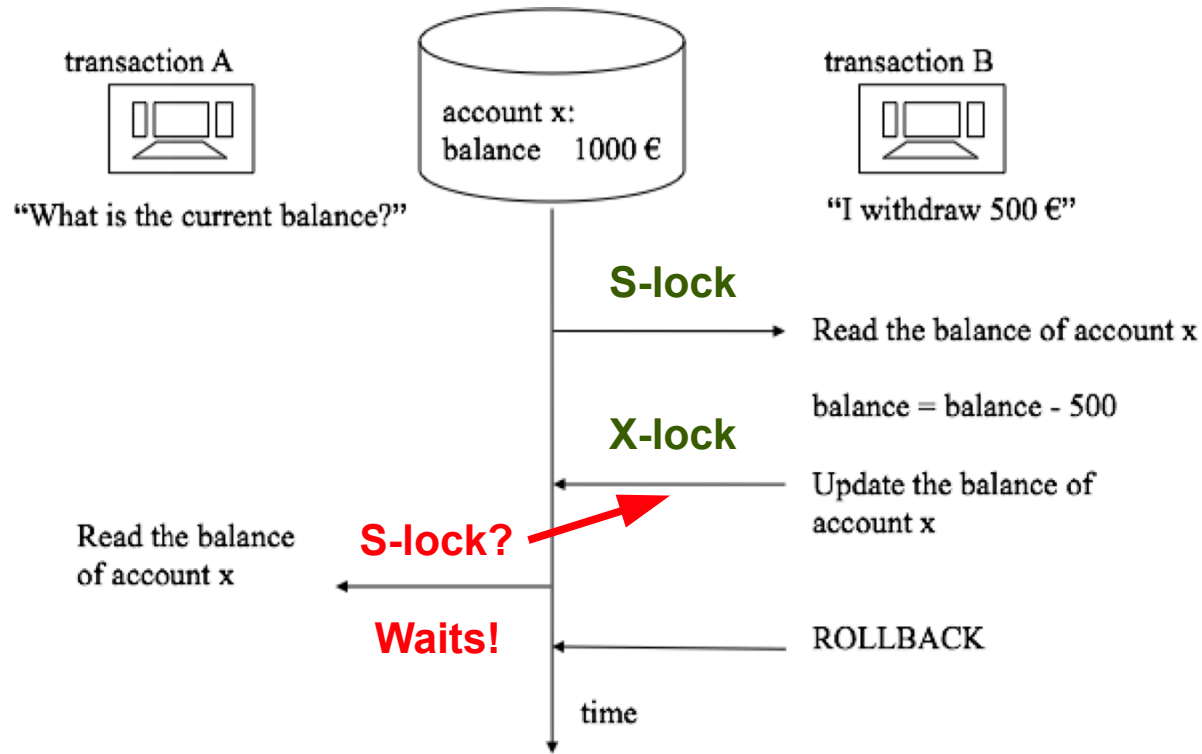 transaction A
account x:
balance 1000 €
transaction B
“What is the current balance?”
“I withdraw 500 €”
S-lock
Read the balance of account x
balance = balance - 500
X-lock
Update the balance of
account x
Read the balance
of account x
S-lock?
Waits!
ROLLBACK
time